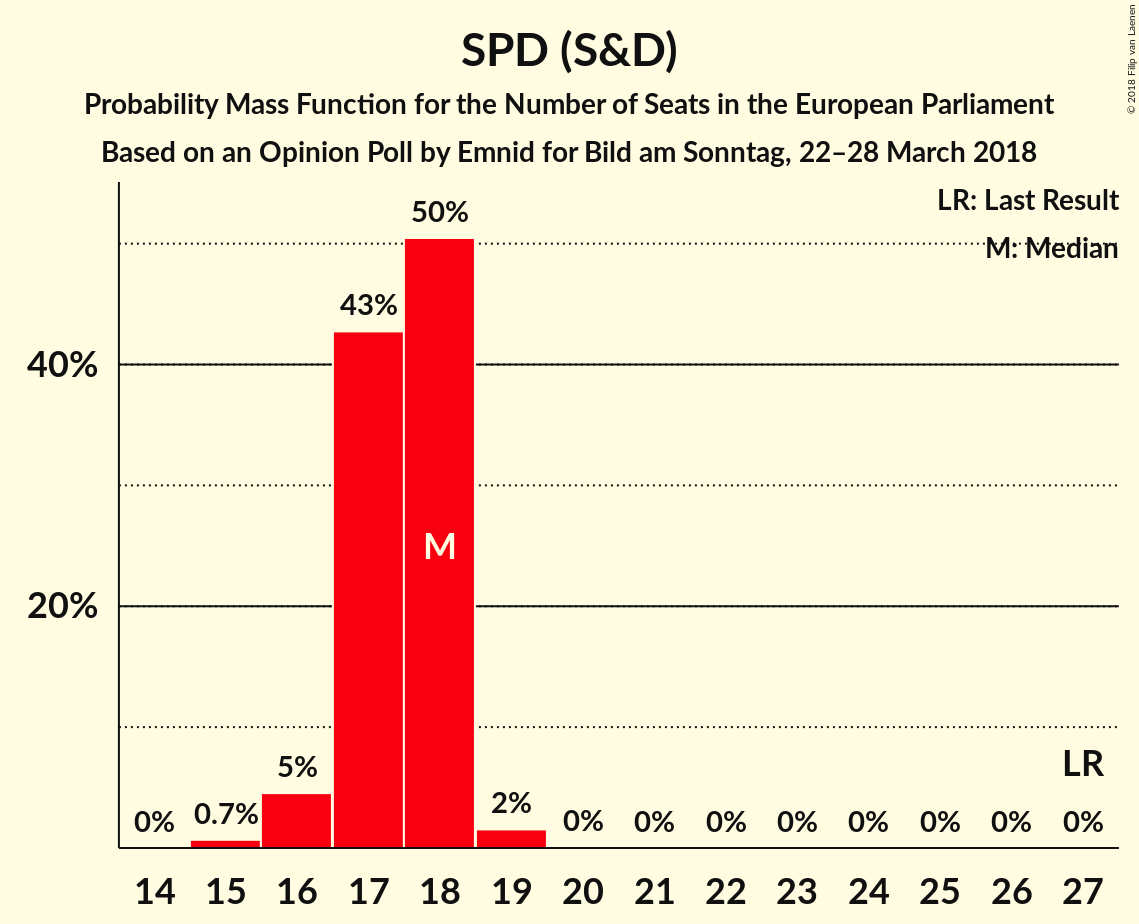 SPD (S&D)
Probability Mass Function for the Number of Seats in the European Parliament
Based on an Opinion Poll by Emnid for Bild am Sonntag, 22–28 March 2018
© 2018 Filip van Laenen
LR: Last Result
M: Median
50%
43%
40%
M
20%
5%
LR
0%
0.7%
2%
0%
0%
0%
0%
0%
0%
0%
0%
14 15 16 17 18 19 20 21 22 23 24 25 26 27